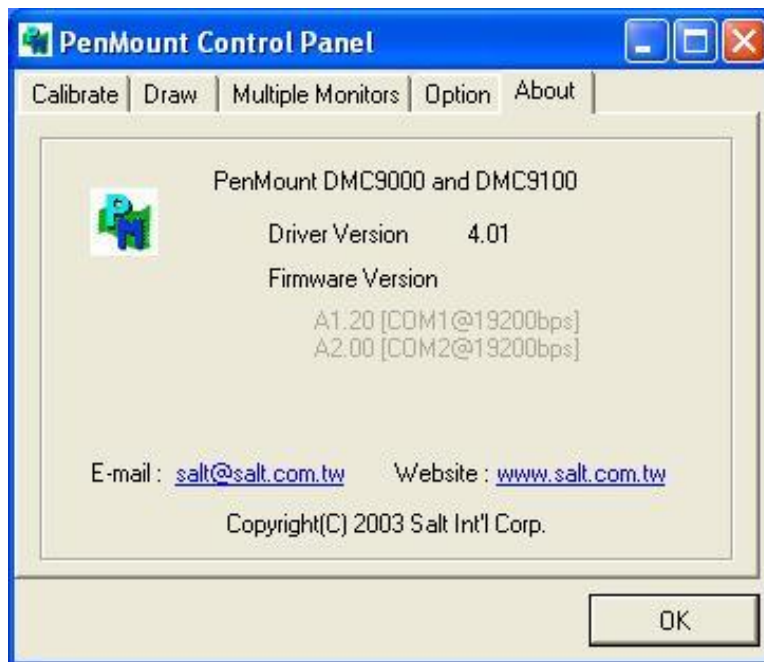 PenMount Control Panel
Calibrate Draw Multiple Monitors Option About
PenMount DMC9000 and DMC9100
Driver Version 4.01
Firmware Version
A1.20 [COM1@19200bps]
A2.00 [COM2@19200bps]
E-mail : salt@salt.com.tw Website : www.salt.com.tw
Copyright(C) 2003 Salt Int'l Corp.
OK